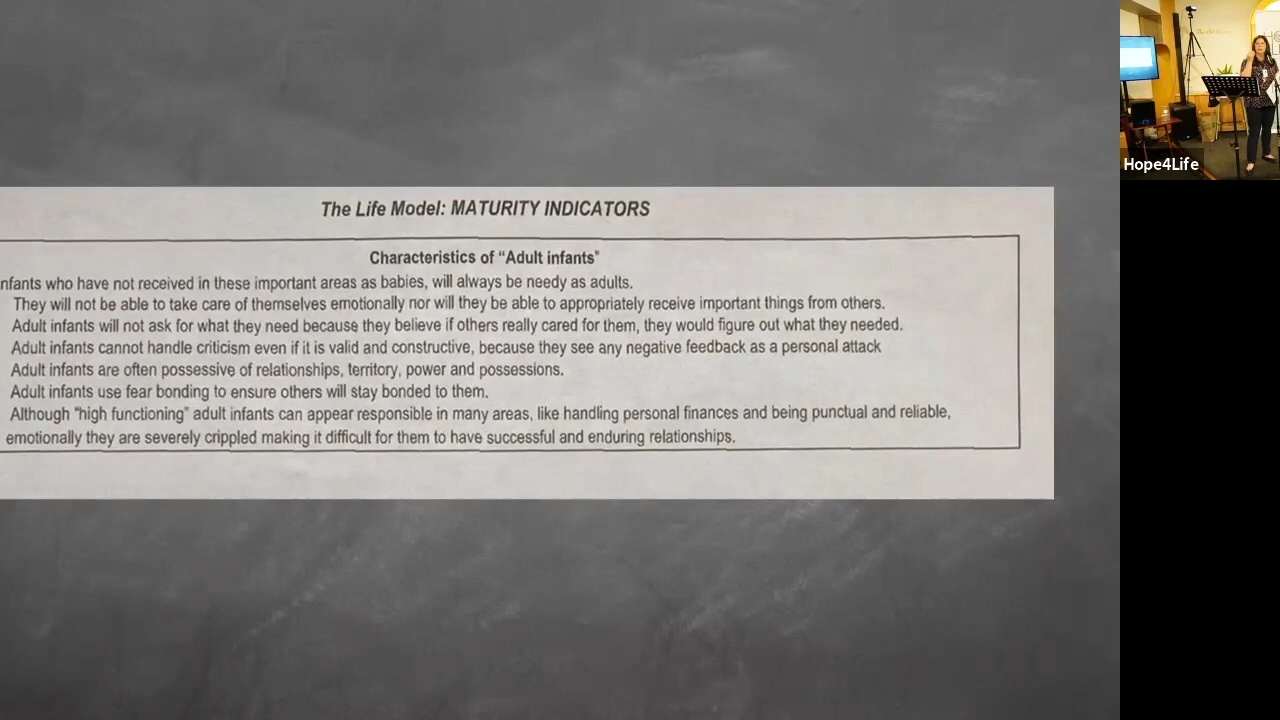 The Life Model: MATURITY INDICATORS
Characteristics of “Adult infants”
nfants who have not received in these important areas as babies, will always be needy as adults.
They will not be able to take care of themselves emotionally nor will they be able to appropriately receive important things from others.
Adult infants will not ask for what they need because they believe if others really cared for them, they would figure out what they needed.
Adult infants cannot handle criticism even if it is valid and constructive, because they see any negative feedback as a personal attack
Adult infants are often possessive of relationships, territory, power and possessions.
Adult infants use fear bonding to ensure others will stay bonded to them.
Although "high functioning" adult infants can appear responsible in many areas, like handling personal finances and being punctual and reliable,
emotionally they are severely crippled making it difficult for them to have successful and enduring relationships.
Hope4Life